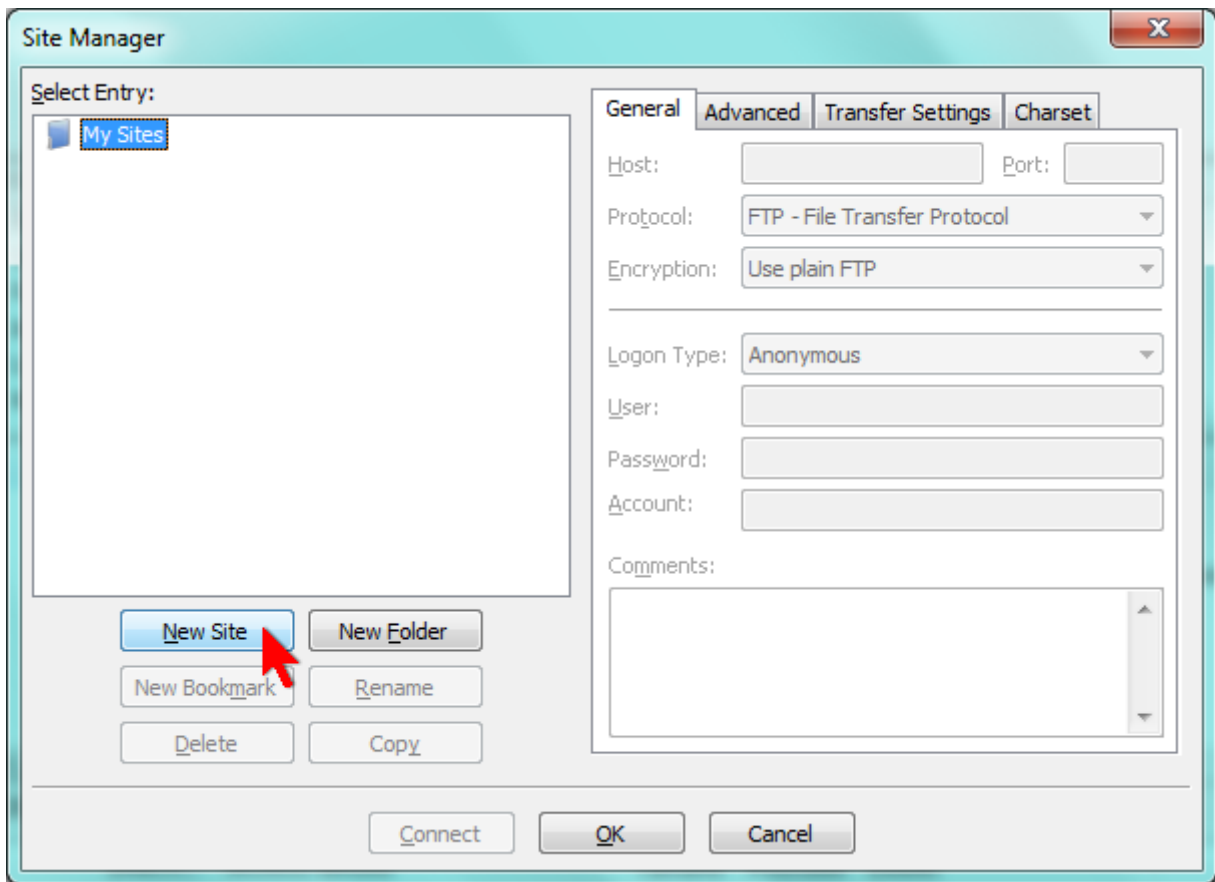 Site Manager
Select Entry:
My Sites
New Site
New Folder
New Bookmark
Rename
Delete
Copy
General
Advanced
Transfer Settings
Charset
Host:
Port:
Protocol:
FTP - File Transfer Protocol
Encryption:
Use plain FTP
Logon Type:
Anonymous
User:
Password:
Account:
Comments:
Connect
OK
Cancel